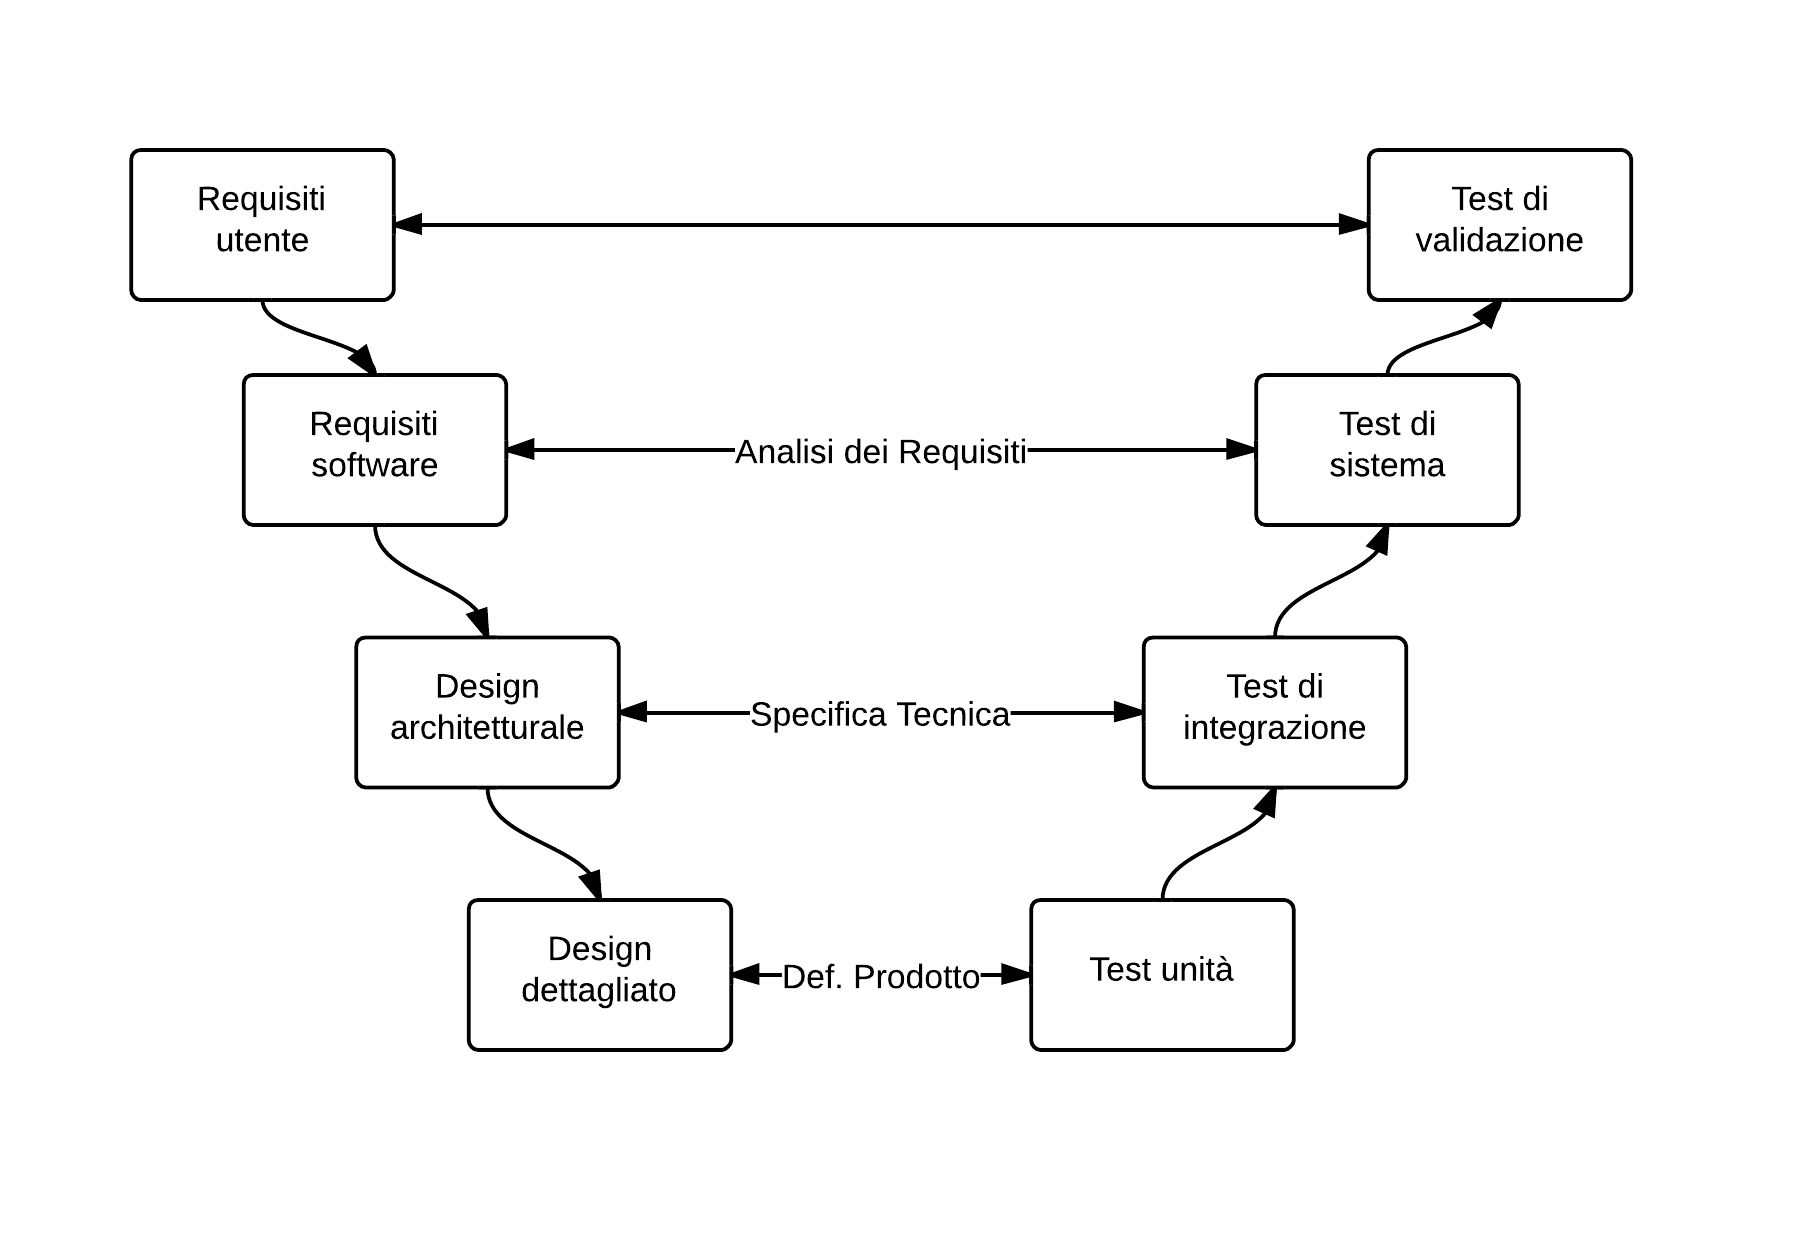 Requisiti
utente
Test di
validazione
Requisiti
software
Analisi dei Requisiti
Test di
sistema
Design
architetturale
Specifica Tecnica
Test di
integrazione
Design
dettagliato
Def. Prodotto
Test unità